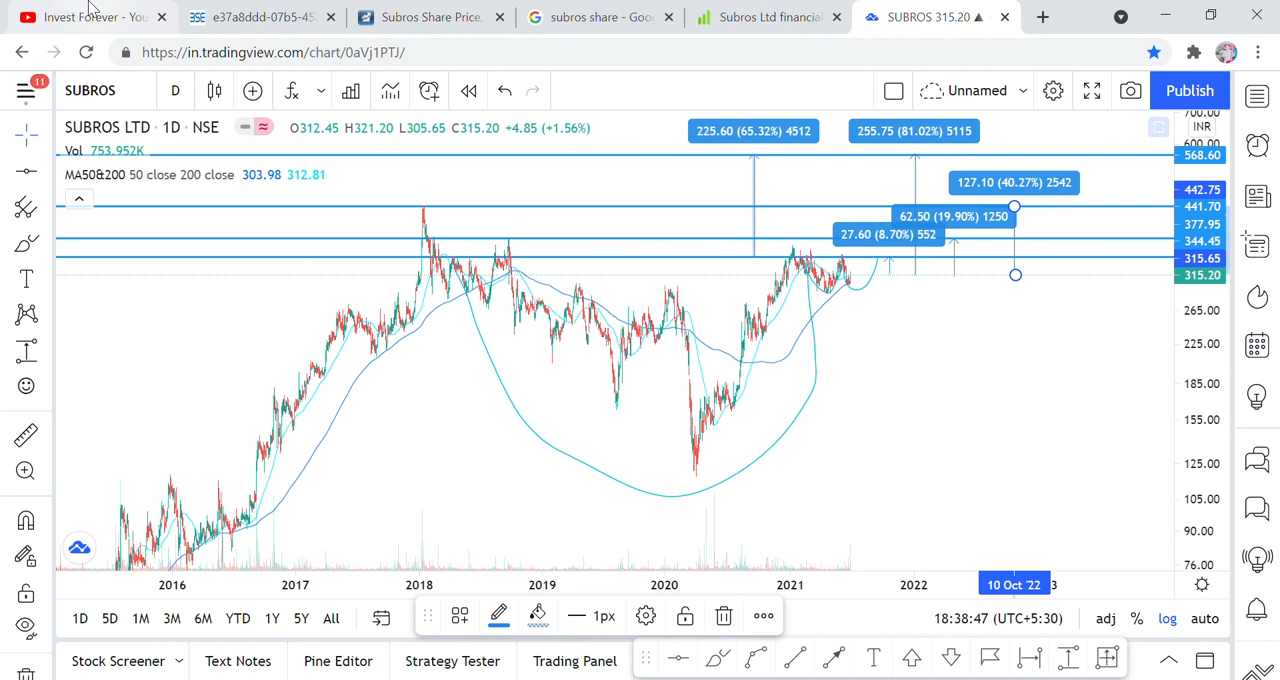 Invest Forever - You
e37a8ddd-07b5-45
Subros Share Price,
subros share - Goo
Subros Ltd financial
SUBROS 315.20 ▲
https://in.tradingview.com/chart/0aVj1PTJ/
11
SUBROS
D
Unnamed
Publish
SUBROS LTD · 1D · NSE
O312.45 H321.20 L305.65 C315.20 +4.85 (+1.56%)
Vol 753.952K
MA50&200 50 close 200 close 303.98 312.81
225.60 (65.32%) 4512
255.75 (81.02%) 5115
127.10 (40.27%) 2542
62.50 (19.90%) 1250
27.60 (8.70%) 552
700.00
INR
600.00
568.60
442.75
441.70
377.95
344.45
315.65
315.20
265.00
225.00
185.00
155.00
125.00
105.00
90.00
76.00
2016
2017
2018
2019
2020
2021
2022
10 Oct '22
3
1D 5D 1M 3M 6M YTD 1Y 5Y All
1px
18:38:47 (UTC+5:30)
adj % log auto
Stock Screener
Text Notes
Pine Editor
Strategy Tester
Trading Panel